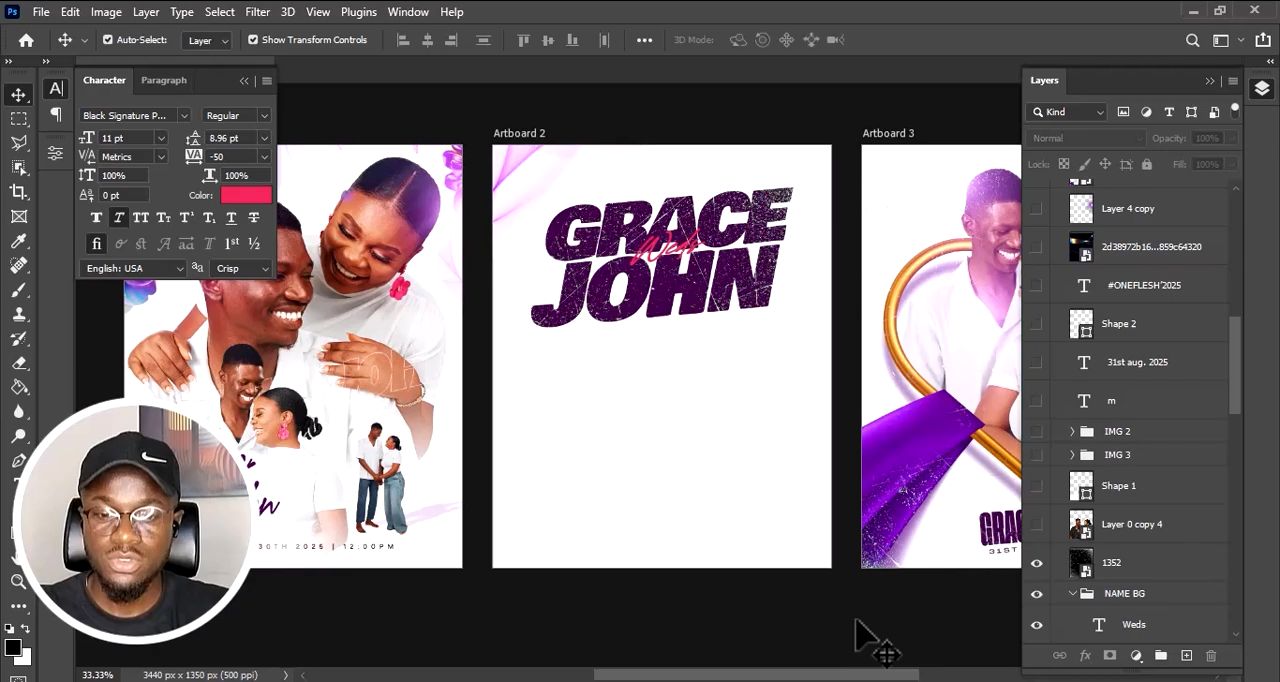 Ps File Edit Image Layer Type Select Filter 3D View Plugins Window Help
Auto-Select: Layer Show Transform Controls 3D Mode:
Character Paragraph
Black Signature P... Regular
11 pt 8.96 pt
Metrics -50
100% 100%
0 pt Color:
English: USA Crisp
Artboard 2
Artboard 3
GRACE
Weds
JOHN
30TH 2025 | 12:00PM
GRA
31ST
Layers
Kind
Normal Opacity: 100%
Lock: Fill: 100%
Layer 4 copy
2d38972b16...859c64320
#ONEFLESH'2025
Shape 2
31st aug. 2025
m
IMG 2
IMG 3
Shape 1
Layer 0 copy 4
1352
NAME BG
Weds
33.33% 3440 px x 1350 px (500 ppi)